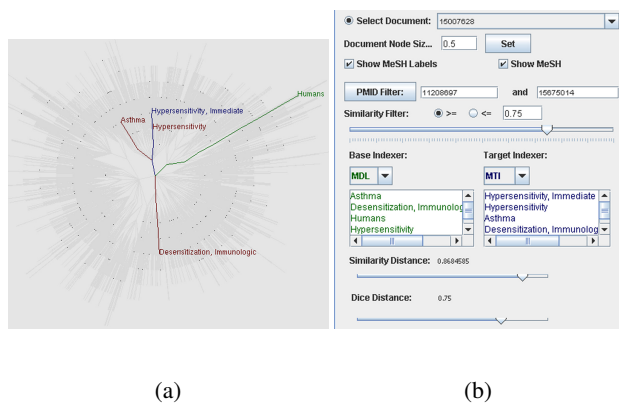 Humans
Hypersensitivity, Immediate
Asthma
Hypersensitivity
Desensitization, Immunologic
Select Document: 15007628
Document Node Siz... 0.5 Set
Show MeSH Labels Show MeSH
PMID Filter: 11208697 and 15675014
Similarity Filter: >= <= 0.75
Base Indexer: Target Indexer:
MDL MTI
Asthma
Desensitization, Immunolog
Humans
Hypersensitivity
Hypersensitivity, Immediate
Hypersensitivity
Asthma
Desensitization, Immunolog
Similarity Distance: 0.8684585
Dice Distance: 0.75
(a) (b)